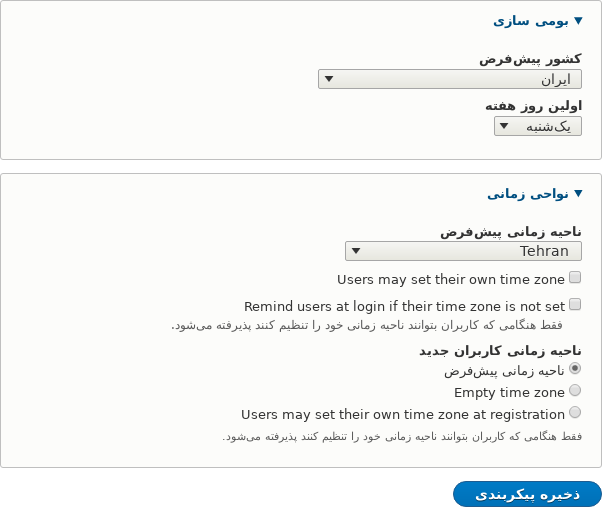 بومی سازی
کشور پیش‌فرض
ایران
اولین روز هفته
یک‌شنبه
نواحی زمانی
ناحیه زمانی پیش‌فرض
Tehran
Users may set their own time zone
Remind users at login if their time zone is not set
فقط هنگامی که کاربران بتوانند ناحیه زمانی خود را تنظیم کنند پذیرفته می‌شود.
ناحیه زمانی کاربران جدید
ناحیه زمانی پیش‌فرض
Empty time zone
Users may set their own time zone at registration
فقط هنگامی که کاربران بتوانند ناحیه زمانی خود را تنظیم کنند پذیرفته می‌شود.
ذخیره پیکربندی